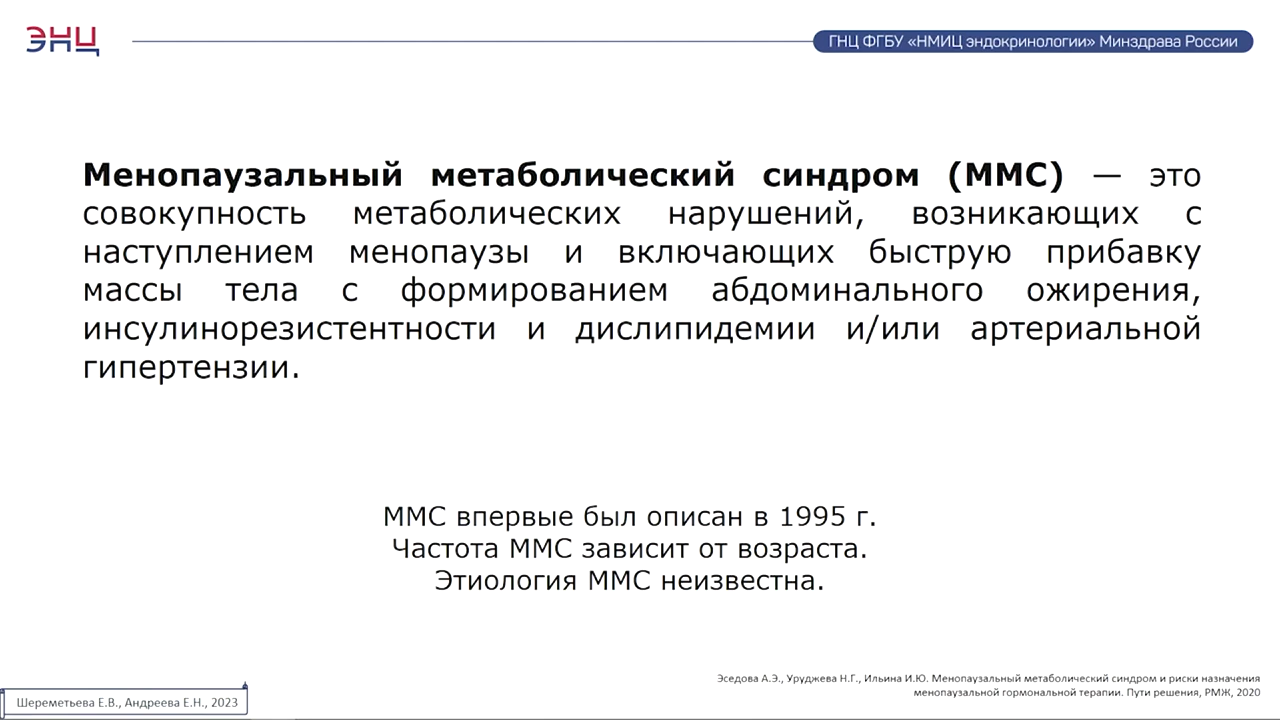 ЭНЦ
ГНЦ ФГБУ «НМИЦ эндокринологии» Минздрава России
Менопаузальный метаболический синдром (ММС) — это
совокупность метаболических нарушений, возникающих с
наступлением менопаузы и включающих быструю прибавку
массы тела с формированием абдоминального ожирения,
инсулинорезистентности и дислипидемии и/или артериальной
гипертензии.
ММС впервые был описан в 1995 г.
Частота ММС зависит от возраста.
Этиология ММС неизвестна.
Эседова А.Э., Уруджева Н.Г., Ильина И.Ю. Менопаузальный метаболический синдром и риски назначения
менопаузальной гормональной терапии. Пути решения, РМЖ, 2020
Шереметьева Е.В., Андреева Е.Н., 2023